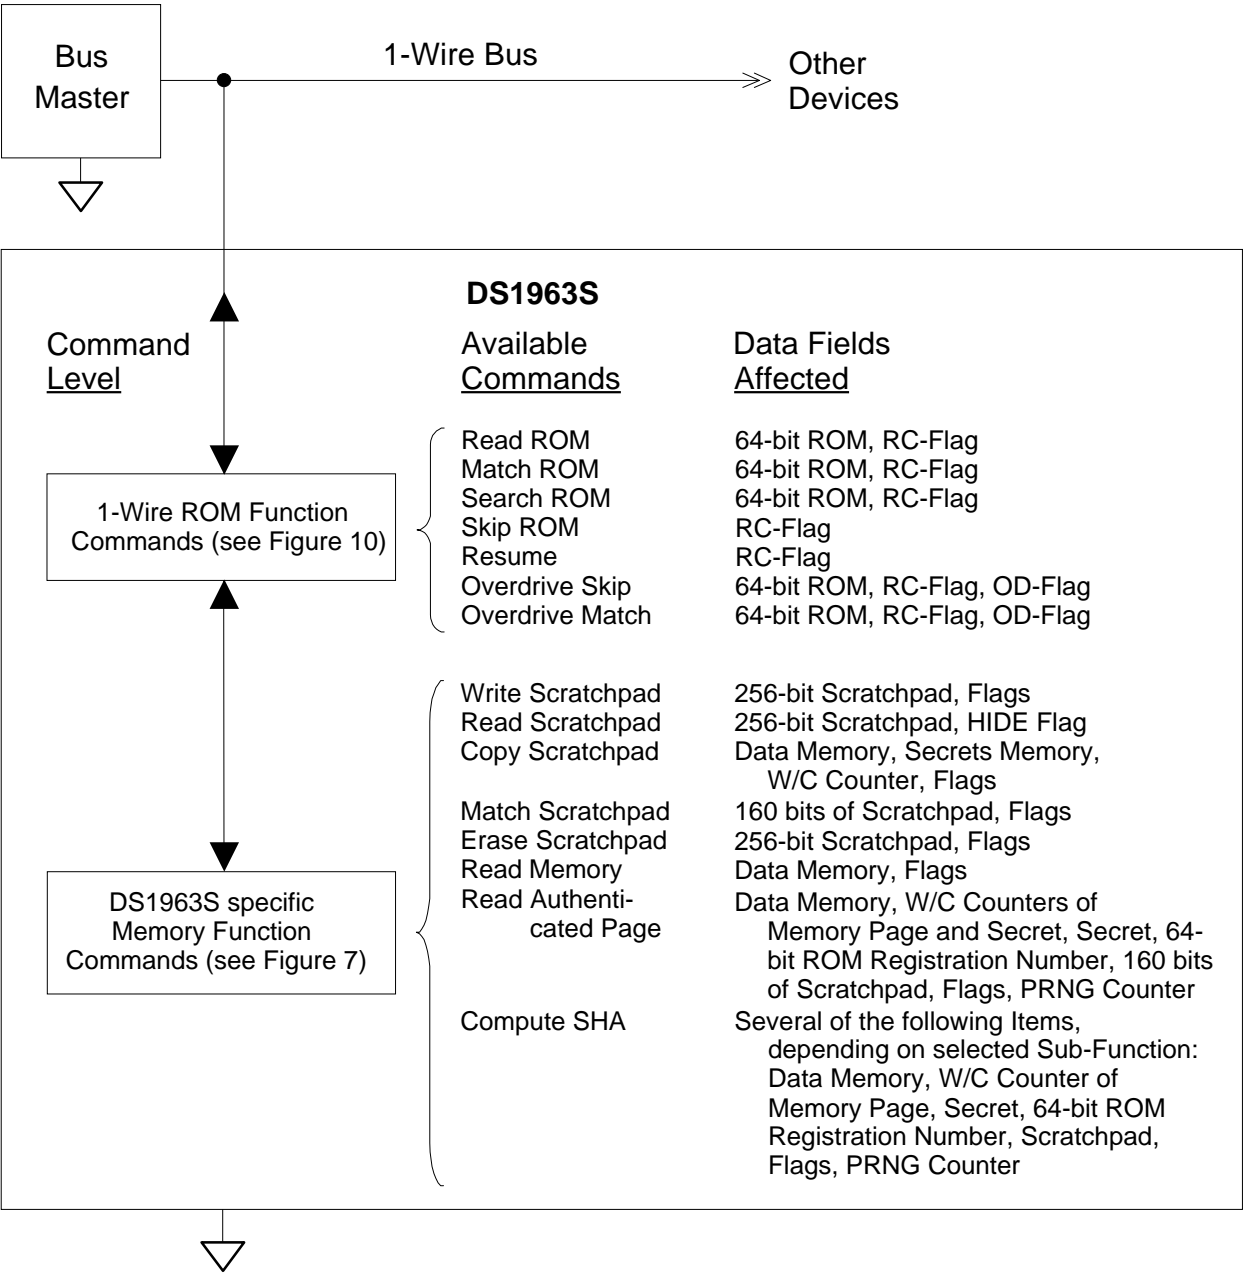 Bus
Master
1-Wire Bus
Other
Devices
DS1963S
Command
Level
Available
Commands
Data Fields
Affected
1-Wire ROM Function
Commands (see Figure 10)
Read ROM 64-bit ROM, RC-Flag
Match ROM 64-bit ROM, RC-Flag
Search ROM 64-bit ROM, RC-Flag
Skip ROM RC-Flag
Resume RC-Flag
Overdrive Skip 64-bit ROM, RC-Flag, OD-Flag
Overdrive Match 64-bit ROM, RC-Flag, OD-Flag
DS1963S specific
Memory Function
Commands (see Figure 7)
Write Scratchpad 256-bit Scratchpad, Flags
Read Scratchpad 256-bit Scratchpad, HIDE Flag
Copy Scratchpad Data Memory, Secrets Memory,
W/C Counter, Flags
Match Scratchpad 160 bits of Scratchpad, Flags
Erase Scratchpad 256-bit Scratchpad, Flags
Read Memory Data Memory, Flags
Read Authenti- Data Memory, W/C Counters of
cated Page Memory Page and Secret, Secret, 64-
bit ROM Registration Number, 160 bits
of Scratchpad, Flags, PRNG Counter
Compute SHA Several of the following Items,
depending on selected Sub-Function:
Data Memory, W/C Counter of
Memory Page, Secret, 64-bit ROM
Registration Number, Scratchpad,
Flags, PRNG Counter